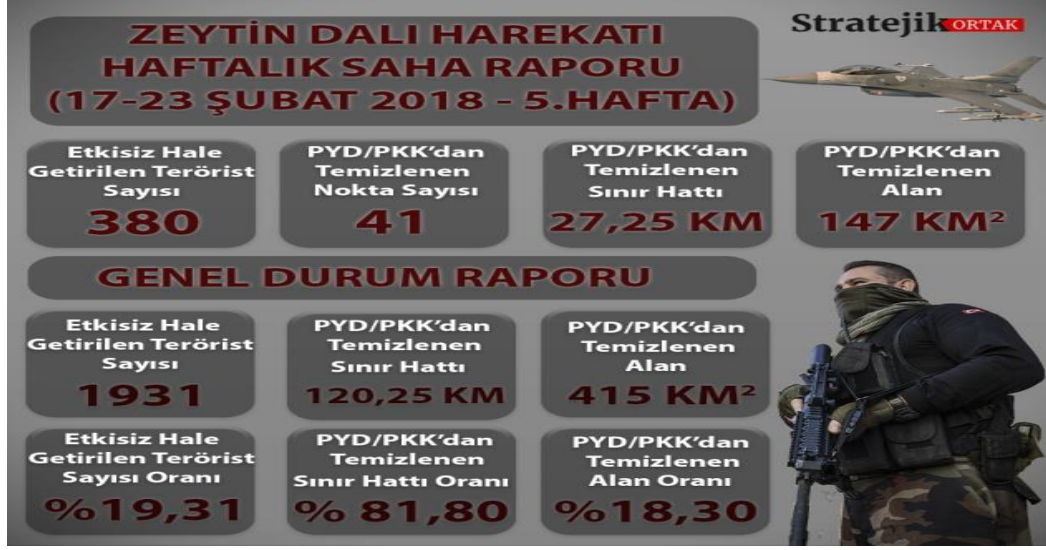 Stratejik ORTAK
ZEYTİN DALI HAREKATI
HAFTALIK SAHA RAPORU
(17-23 ŞUBAT 2018 - 5.HAFTA)
Etkisiz Hale
Getirilen Terörist
Sayısı
380
PYD/PKK’dan
Temizlenen
Nokta Sayısı
41
PYD/PKK’dan
Temizlenen
Sınır Hattı
27,25 KM
PYD/PKK’dan
Temizlenen
Alan
147 KM²
GENEL DURUM RAPORU
Etkisiz Hale
Getirilen Terörist
Sayısı
1931
PYD/PKK’dan
Temizlenen
Sınır Hattı
120,25 KM
PYD/PKK’dan
Temizlenen
Alan
415 KM²
Etkisiz Hale
Getirilen Terörist
Sayısı Oranı
%19,31
PYD/PKK’dan
Temizlenen
Sınır Hattı Oranı
% 81,80
PYD/PKK’dan
Temizlenen
Alan Oranı
%18,30